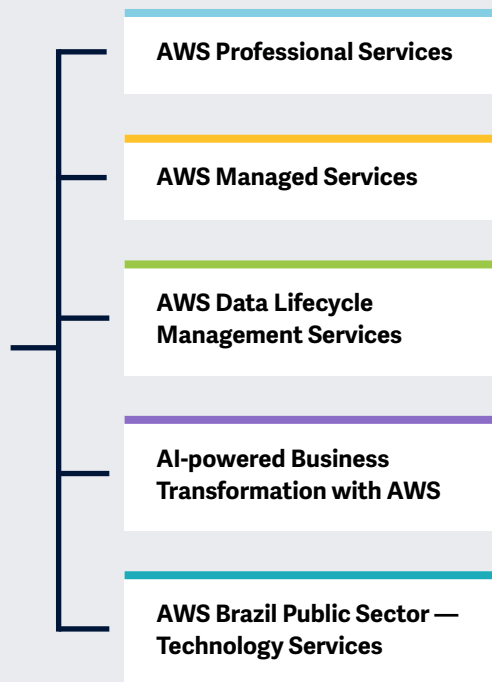 AWS Professional Services
AWS Managed Services
AWS Data Lifecycle
Management Services
AI-powered Business
Transformation with AWS
AWS Brazil Public Sector —
Technology Services